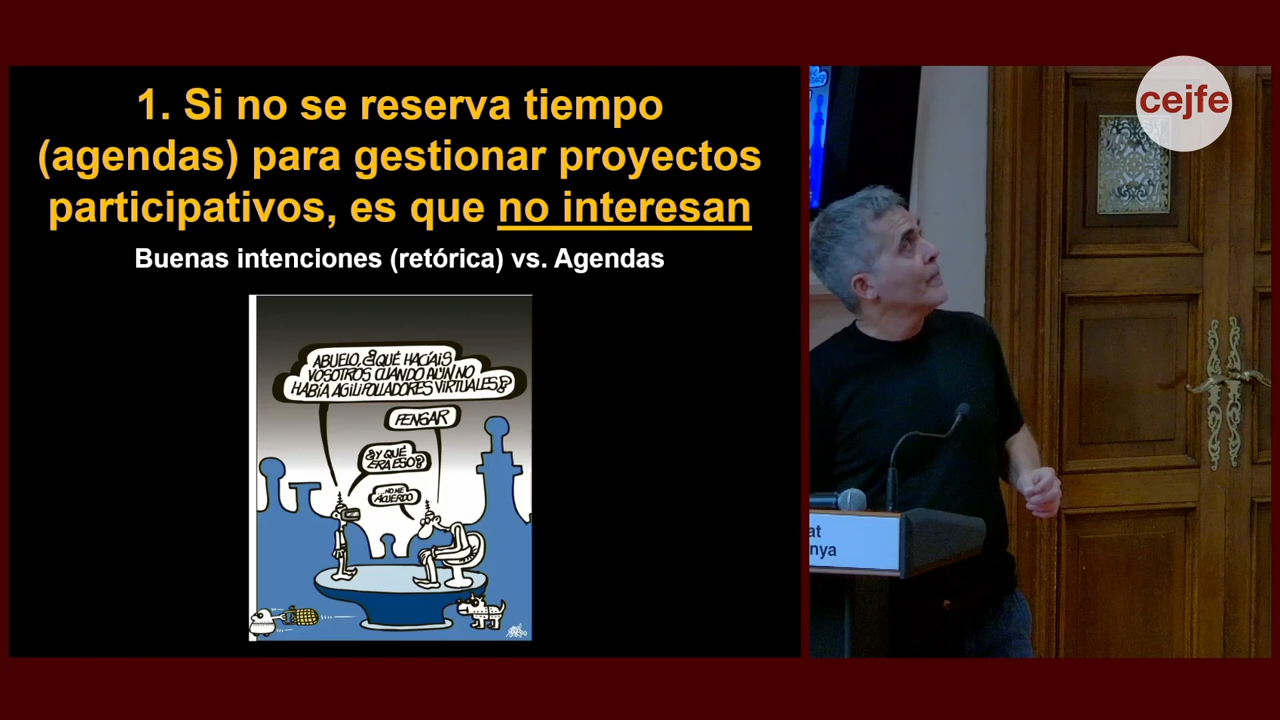 1. Si no se reserva tiempo
(agendas) para gestionar proyectos
participativos, es que no interesan
Buenas intenciones (retórica) vs. Agendas
ABUELO, ¿QUÉ HACÍAIS
VOSOTROS CUANDO AÚN NO
HABÍA AGILIPOLLADORES VIRTUALES?
PENSAR
¿Y QUÉ
ERA ESO?
...NO ME
ACUERDO
cejfe
at
nya